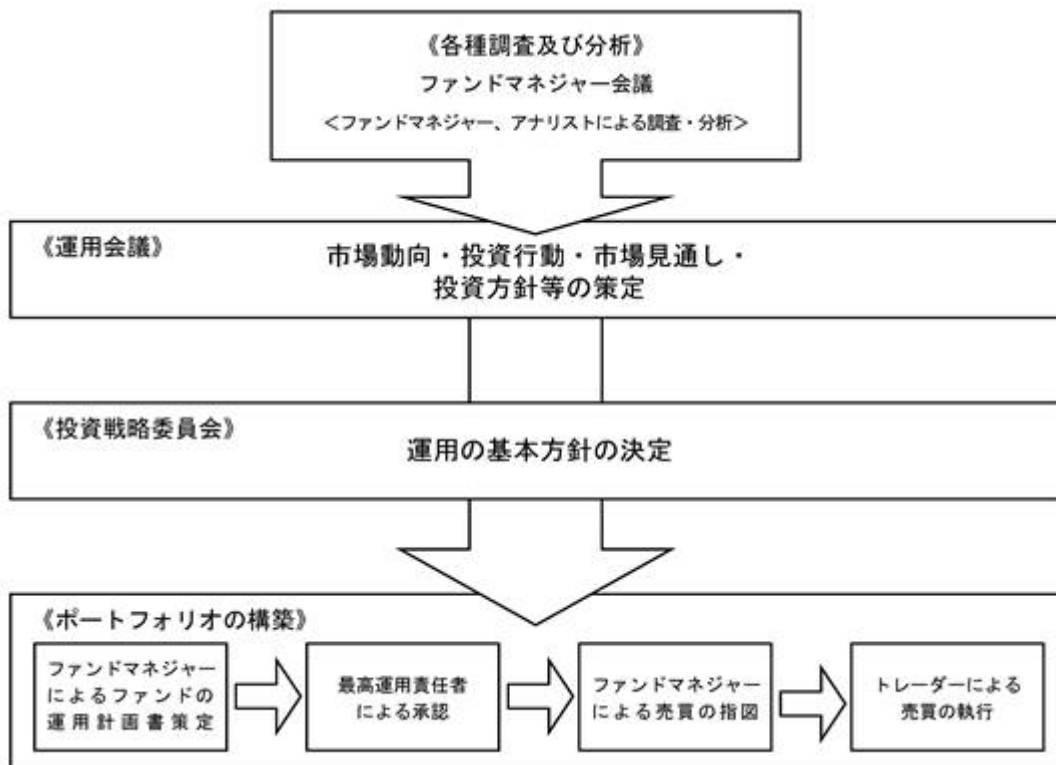 《各種調査及び分析》
ファンドマネジャー会議
<ファンドマネジャー、アナリストによる調査・分析>
《運用会議》
市場動向・投資行動・市場見通し・
投資方針等の策定
《投資戦略委員会》
運用の基本方針の決定
《ポートフォリオの構築》
ファンドマネジャー
によるファンドの
運用計画書策定
最高運用責任者
による承認
ファンドマネジャー
による売買の指図
トレーダーによる
売買の執行